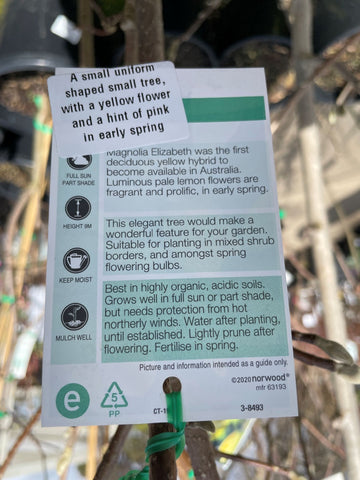 A small uniform
shaped small tree,
with a yellow flower
and a hint of pink
in early spring
FULL SUN
PART SHADE
Magnolia Elizabeth was the first
deciduous yellow hybrid to
become available in Australia.
Luminous pale lemon flowers are
fragrant and prolific, in early spring.
HEIGHT 9M
KEEP MOIST
This elegant tree would make a
wonderful feature for your garden.
Suitable for planting in mixed shrub
borders, and amongst spring
flowering bulbs.
MULCH WELL
Best in highly organic, acidic soils.
Grows well in full sun or part shade,
but needs protection from hot
northerly winds. Water after planting,
until established. Lightly prune after
flowering. Fertilise in spring.
Picture and information intended as a guide only.
©2020 norwood®
mfr 63193
e
5
PP
3-8493